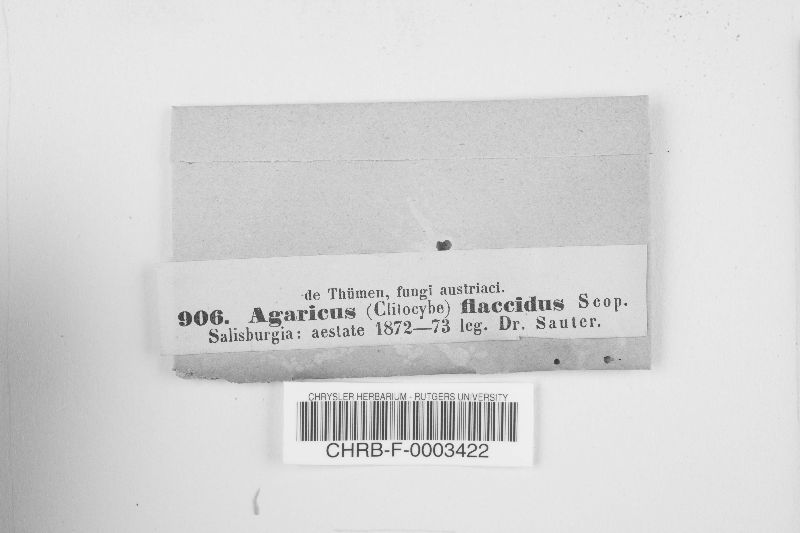 de Thümen, fungi austriaci.
906. Agaricus (Clitocybe) flaccidus Scop.
Salisburgia: aestate 1872—73 leg. Dr. Sauter.
CHRYSLER HERBARIUM - RUTGERS UNIVERSITY
CHRB-F-0003422